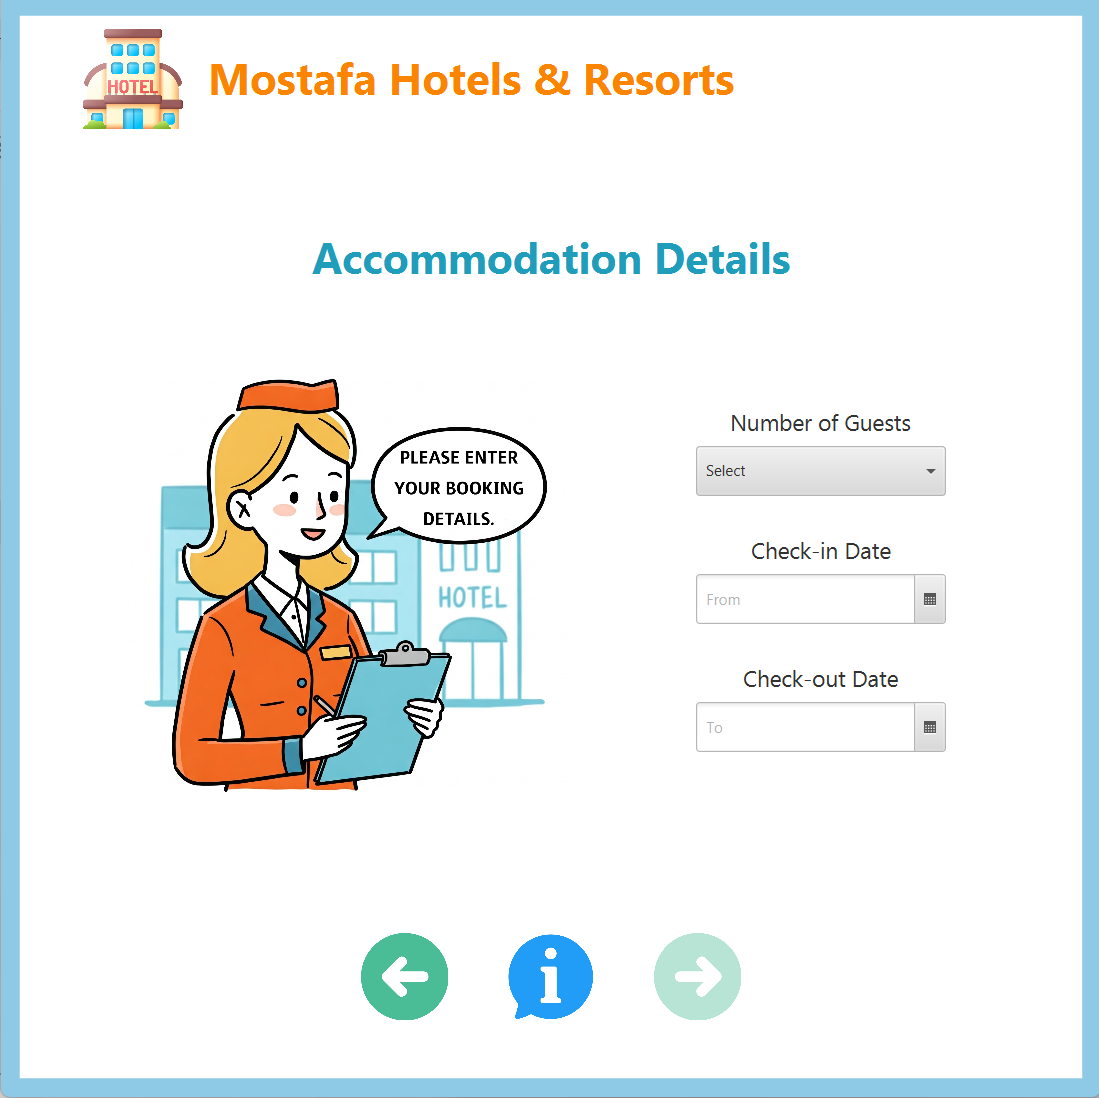 HOTEL
Mostafa Hotels & Resorts
Accommodation Details
PLEASE ENTER
YOUR BOOKING
DETAILS.
HOTEL
Number of Guests
Select
Check-in Date
From
Check-out Date
To